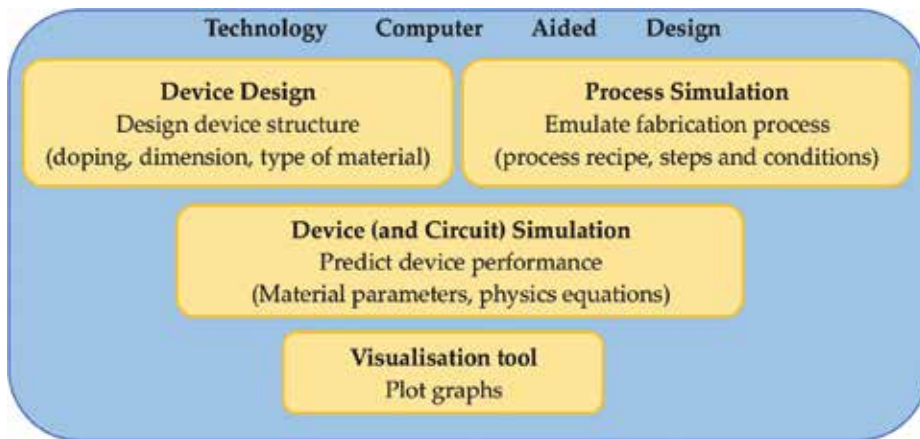 Technology Computer Aided Design
Device Design
Design device structure
(doping, dimension, type of material)
Process Simulation
Emulate fabrication process
(process recipe, steps and conditions)
Device (and Circuit) Simulation
Predict device performance
(Material parameters, physics equations)
Visualisation tool
Plot graphs